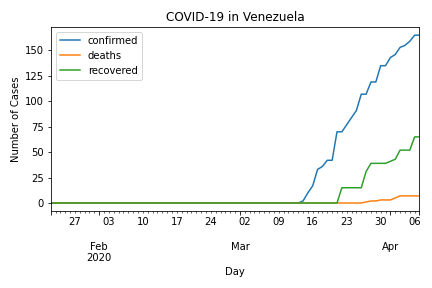 COVID-19 in Venezuela
confirmed
deaths
recovered
Number of Cases
150
125
100
75
50
25
0
27 03 10 17 24 02 09 16 23 30 06
Feb Mar Apr
2020
Day